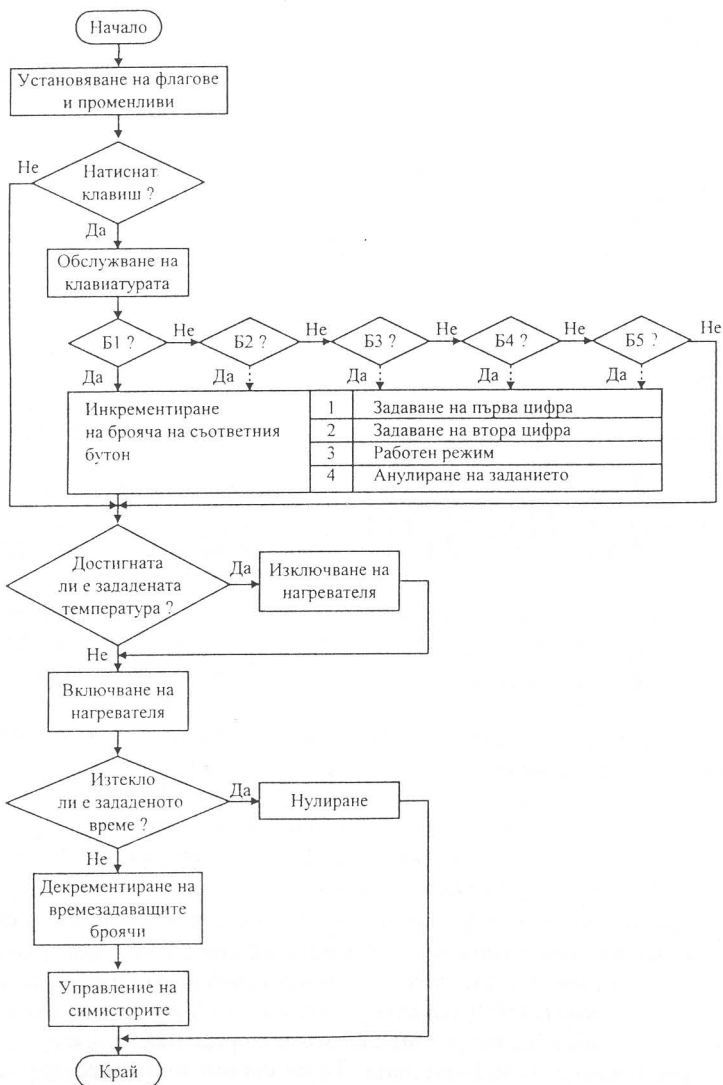 Начало
Установяване на флагове
и променливи
Не
Натиснат
клавиш ?
Да
Обслужване на
клавиатурата
Б1 ?
Не
Б2 ?
Не
Б3 ?
Не
Б4 ?
Не
Б5 ?
Не
Да
Да
Да
Да
Да
Инкрементиране
на брояча на съответния
бутон
1 Задаване на първа цифра
2 Задаване на втора цифра
3 Работен режим
4 Анулиране на заданието
Достигната
ли е зададената
температура ?
Да
Изключване на
нагревателя
Не
Включване на
нагревателя
Изтекло
ли е зададеното
време ?
Да
Нулиране
Не
Декрементиране на
времезадаващите
броячи
Управление на
симисторите
Край